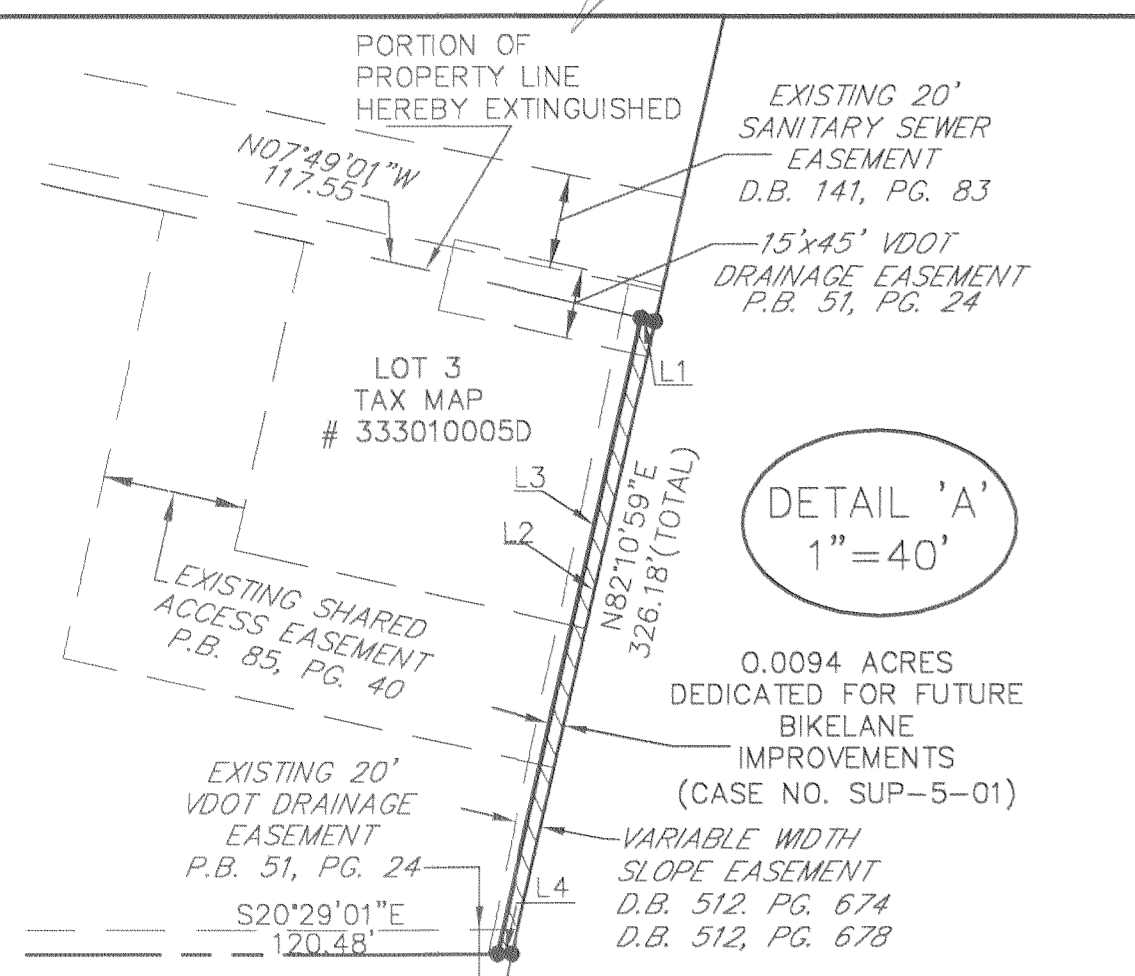 PORTION OF
PROPERTY LINE
HEREBY EXTINGUISHED
EXISTING 20'
SANITARY SEWER
EASEMENT
D.B. 141, PG. 83
N07°49'01"W
117.55'
15'x45' VDOT
DRAINAGE EASEMENT
P.B. 51, PG. 24
LOT 3
TAX MAP
# 333010005D
L1
L3
L2
N82°10'59"E
326.18'(TOTAL)
DETAIL 'A'
1"=40'
EXISTING SHARED
ACCESS EASEMENT
P.B. 85, PG. 40
0.0094 ACRES
DEDICATED FOR FUTURE
BIKELANE
IMPROVEMENTS
(CASE NO. SUP-5-01)
EXISTING 20'
VDOT DRAINAGE
EASEMENT
P.B. 51, PG. 24
VARIABLE WIDTH
SLOPE EASEMENT
D.B. 512. PG. 674
D.B. 512, PG. 678
L4
S20°29'01"E
120.48'